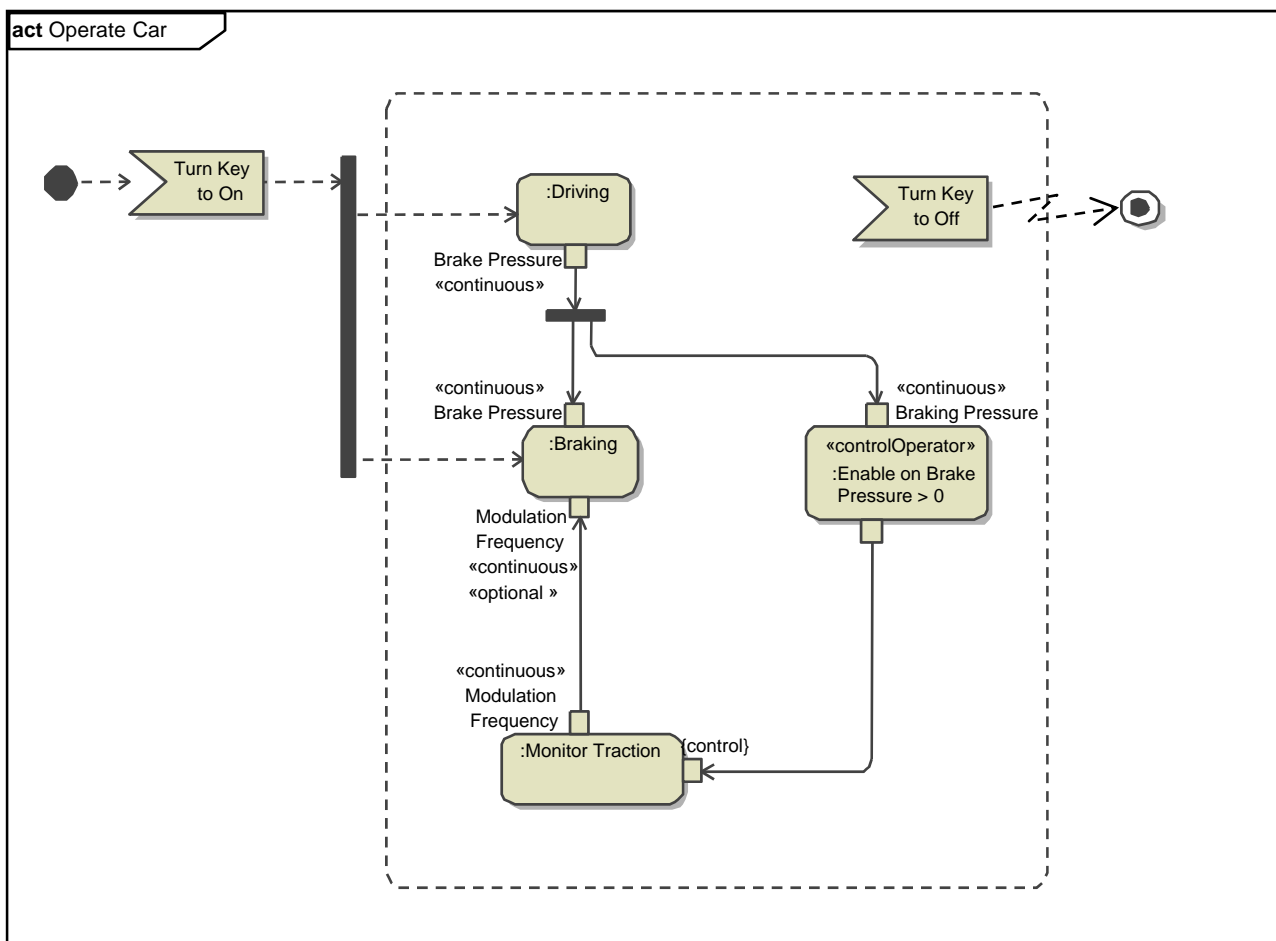 act Operate Car
Turn Key
to On
:Driving
Turn Key
to Off
Brake Pressure
«continuous»
«continuous»
Brake Pressure
«continuous»
Braking Pressure
:Braking
«controlOperator»
:Enable on Brake
Pressure > 0
Modulation
Frequency
«continuous»
«optional »
«continuous»
Modulation
Frequency
:Monitor Traction
{control}